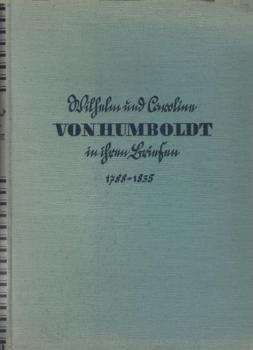 Wilhelm und Caroline
VON HUMBOLDT
in ihren Briefen
1788-1835